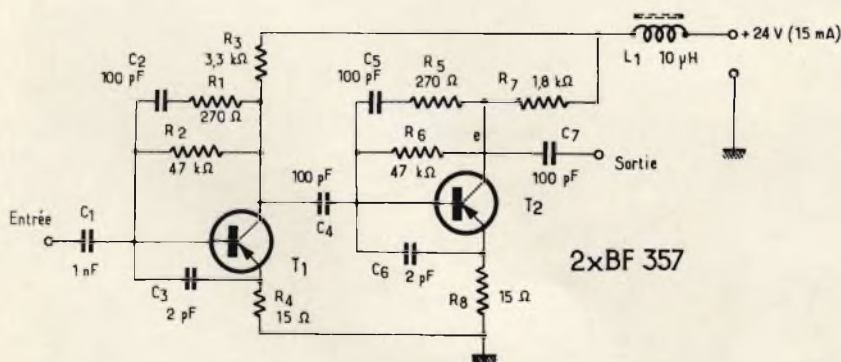 R3
3,3 kΩ
C2
100 pF
R1
270 Ω
R2
47 kΩ
Entrée
C1
1 nF
C3
2 pF
T1
R4
15 Ω
100 pF
C4
C5
100 pF
R5
270 Ω
R6
47 kΩ
e
R7
1,8 kΩ
C7
100 pF
Sortie
T2
C6
2 pF
R8
15 Ω
L1
10 µH
+ 24 V (15 mA)
2xBF 357